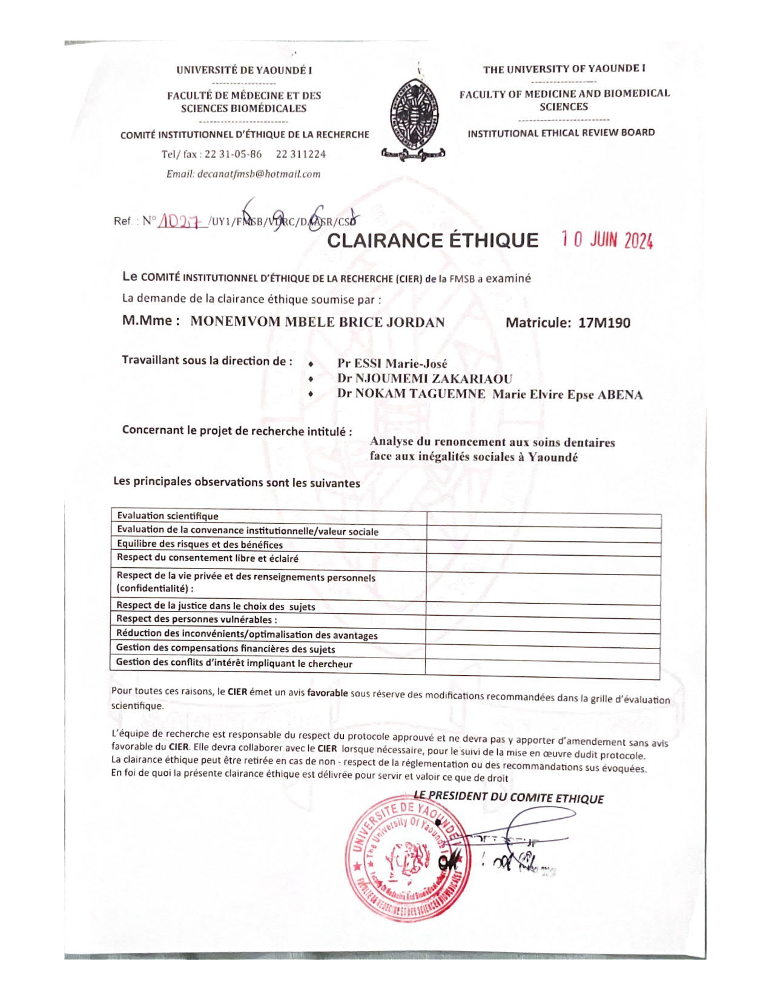 UNIVERSITÉ DE YAOUNDÉ I
FACULTÉ DE MÉDECINE ET DES
SCIENCES BIOMÉDICALES
COMITÉ INSTITUTIONNEL D'ÉTHIQUE DE LA RECHERCHE
Tel/ fax : 22 31-05-86 22 311224
Email: decanatfmsb@hotmail.com
THE UNIVERSITY OF YAOUNDE I
FACULTY OF MEDICINE AND BIOMEDICAL
SCIENCES
INSTITUTIONAL ETHICAL REVIEW BOARD
Ref. : N° 1027 /UY1/FMSB/VDRC/DAASR/CSD
CLAIRANCE ÉTHIQUE 10 JUIN 2024
Le COMITÉ INSTITUTIONNEL D'ÉTHIQUE DE LA RECHERCHE (CIER) de la FMSB a examiné
La demande de la clairance éthique soumise par :
M.Mme : MONEMVOM MBELE BRICE JORDAN Matricule: 17M190
Travaillant sous la direction de :
♦ Pr ESSI Marie-José
♦ Dr NJOUMEMI ZAKARIAOU
♦ Dr NOKAM TAGUEMNE Marie Elvire Epse ABENA
Concernant le projet de recherche intitulé :
Analyse du renoncement aux soins dentaires
face aux inégalités sociales à Yaoundé
Les principales observations sont les suivantes
Evaluation scientifique
Evaluation de la convenance institutionnelle/valeur sociale
Equilibre des risques et des bénéfices
Respect du consentement libre et éclairé
Respect de la vie privée et des renseignements personnels
(confidentialité) :
Respect de la justice dans le choix des sujets
Respect des personnes vulnérables :
Réduction des inconvénients/optimalisation des avantages
Gestion des compensations financières des sujets
Gestion des conflits d'intérêt impliquant le chercheur
Pour toutes ces raisons, le CIER émet un avis favorable sous réserve des modifications recommandées dans la grille d'évaluation
scientifique.
L'équipe de recherche est responsable du respect du protocole approuvé et ne devra pas y apporter d'amendement sans avis
favorable du CIER. Elle devra collaborer avec le CIER lorsque nécessaire, pour le suivi de la mise en œuvre dudit protocole.
La clairance éthique peut être retirée en cas de non - respect de la réglementation ou des recommandations sus évoquées.
En foi de quoi la présente clairance éthique est délivrée pour servir et valoir ce que de droit
LE PRESIDENT DU COMITE ETHIQUE
UNIVERSITE DE YAOUNDE I
The University Of Yaounde I
Faculty Of Medecine And Biomedical
FACULTE DE MEDECINE ET DES SCIENCES BIOMEDICALES